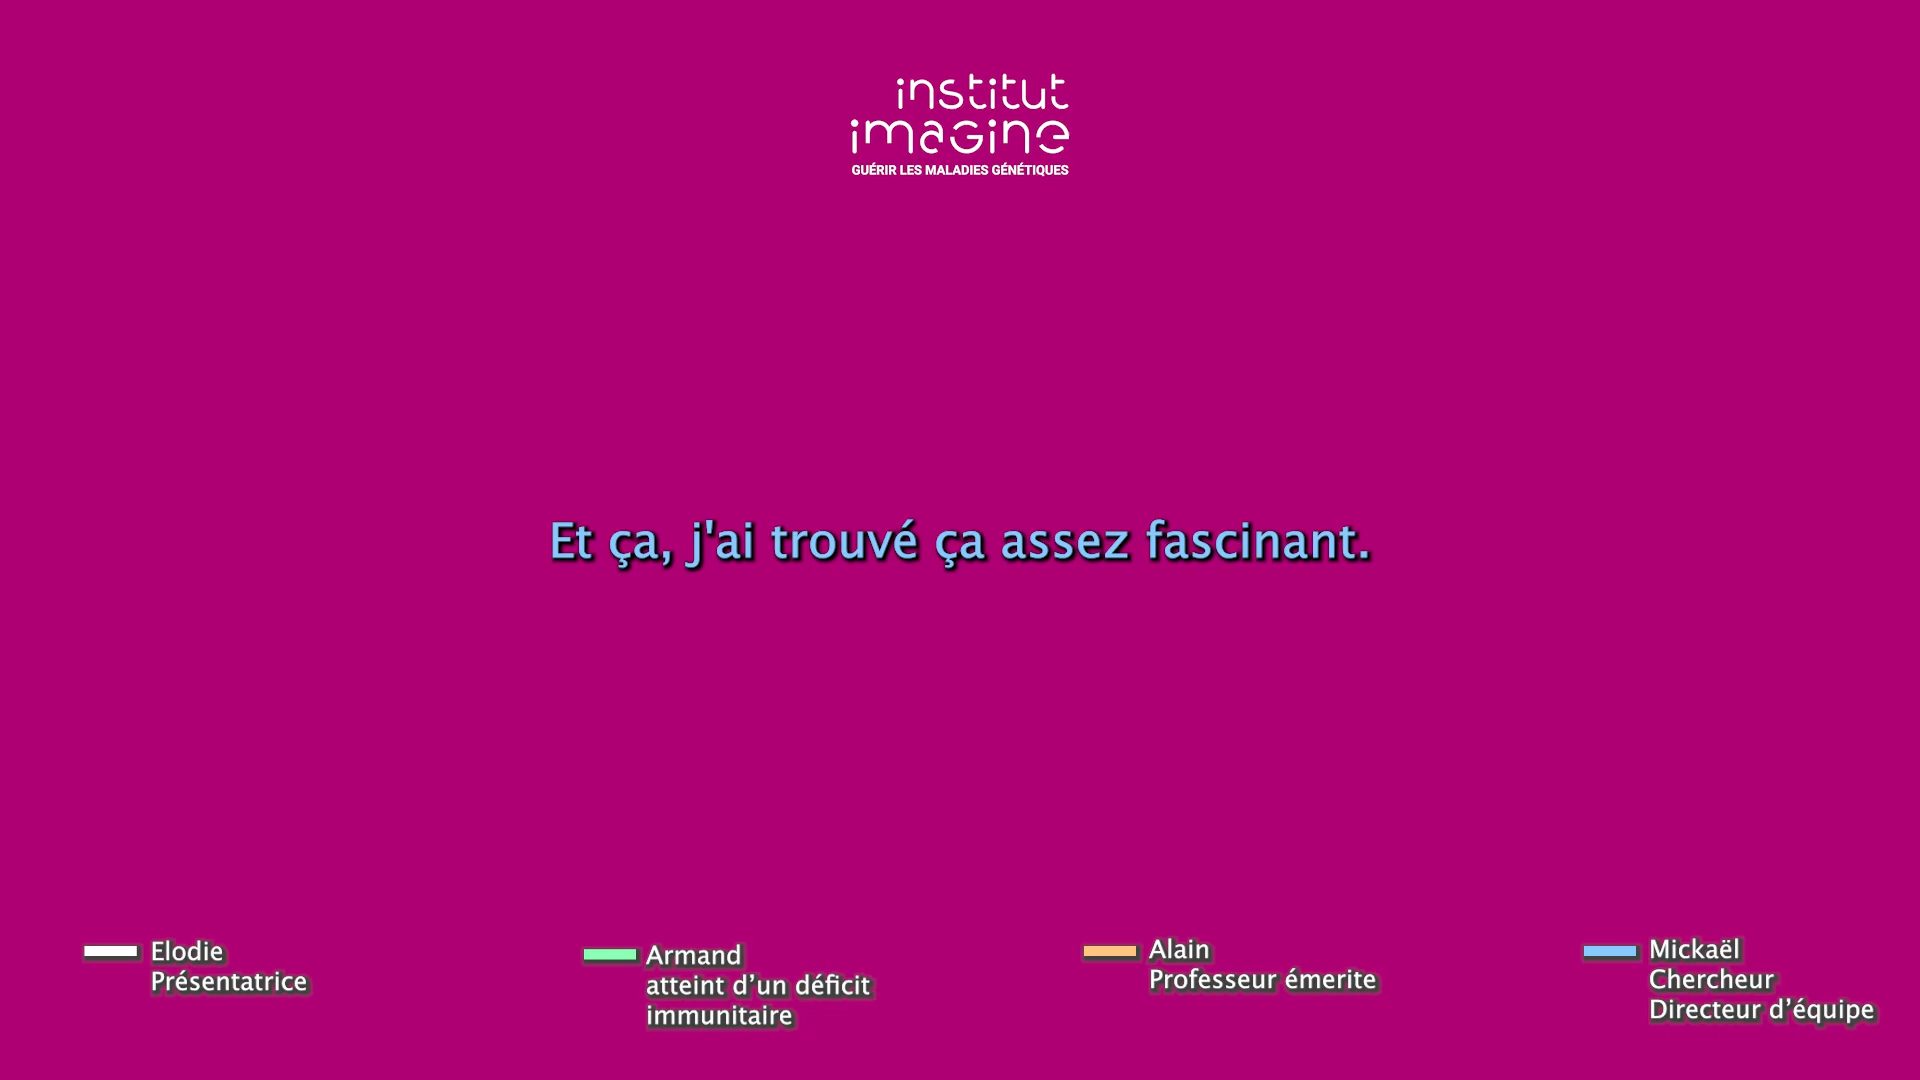 institut
imagine
GUÉRIR LES MALADIES GÉNÉTIQUES
Et ça, j'ai trouvé ça assez fascinant.
Elodie
Présentatrice
Armand
atteint d’un déficit
immunitaire
Alain
Professeur émerite
Mickaël
Chercheur
Directeur d’équipe